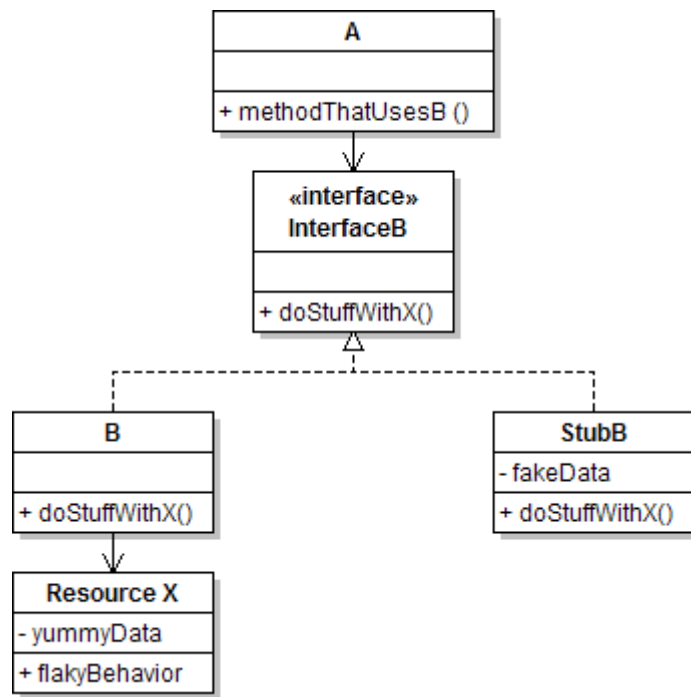 A
+ methodThatUsesB ()
«interface»
InterfaceB
+ doStuffWithX()
B
+ doStuffWithX()
StubB
- fakeData
+ doStuffWithX()
Resource X
- yummyData
+ flakyBehavior